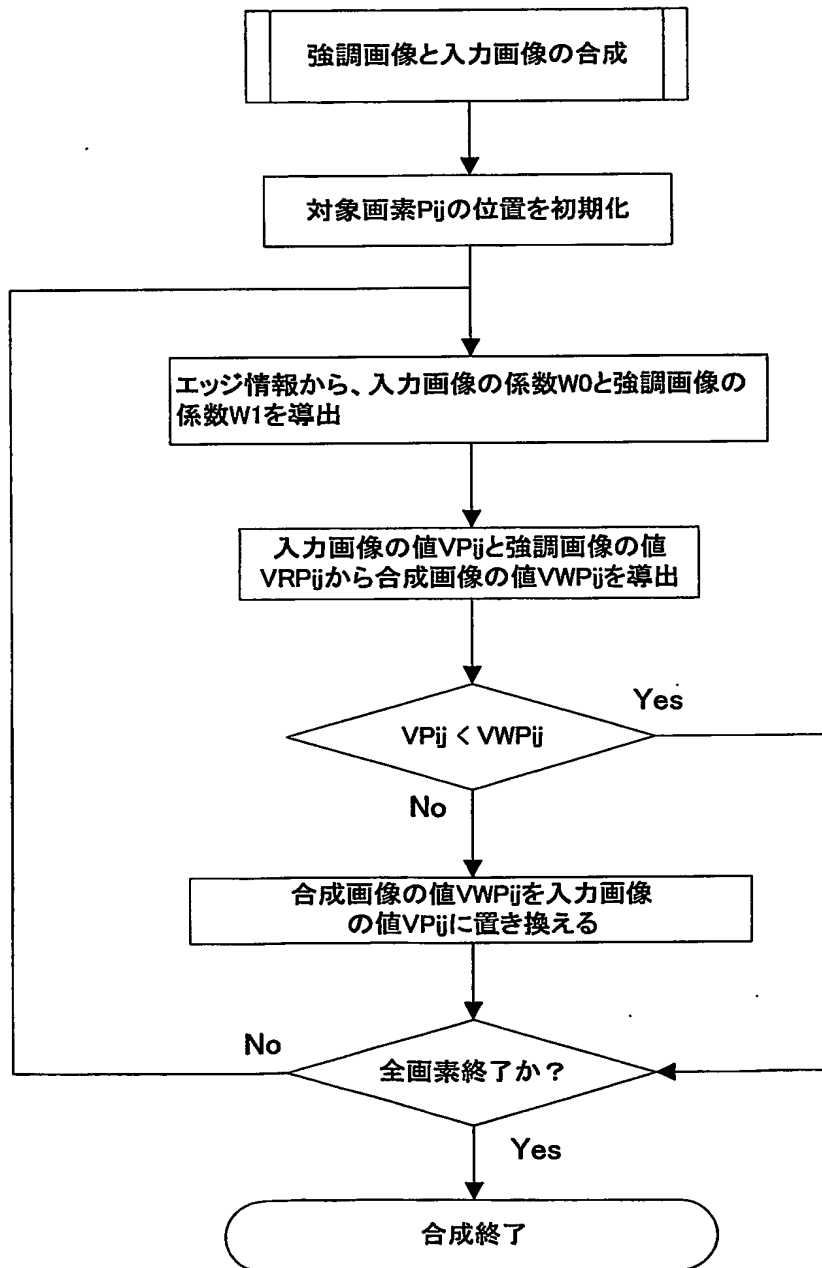 強調画像と入力画像の合成
対象画素Pijの位置を初期化
エッジ情報から、入力画像の係数W0と強調画像の
係数W1を導出
入力画像の値VPijと強調画像の値
VRPijから合成画像の値VWPijを導出
VPij < VWPij
Yes
No
合成画像の値VWPijを入力画像
の値VPijに置き換える
全画素終了か?
No
Yes
合成終了